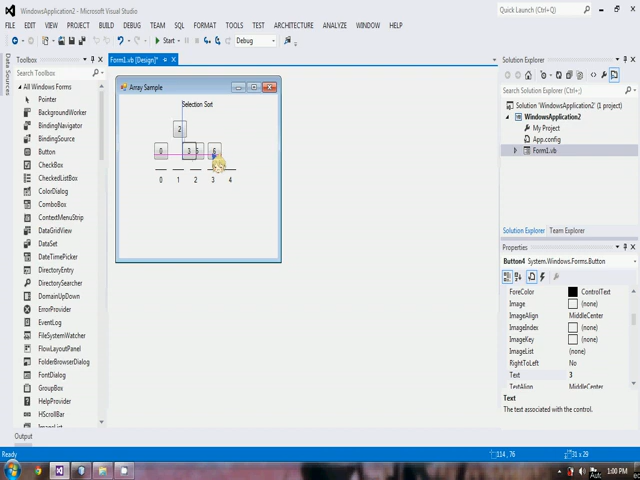 WindowsApplication2 - Microsoft Visual Studio
Quick Launch (Ctrl+Q)
FILE EDIT VIEW PROJECT BUILD DEBUG TEAM SQL FORMAT TOOLS TEST ARCHITECTURE ANALYZE WINDOW HELP
Start Debug
Data Sources
Toolbox
Search Toolbox
All Windows Forms
Pointer
BackgroundWorker
BindingNavigator
BindingSource
Button
CheckBox
CheckedListBox
ColorDialog
ComboBox
ContextMenuStrip
DataGridView
DataSet
DateTimePicker
DirectoryEntry
DirectorySearcher
DomainUpDown
ErrorProvider
EventLog
FileSystemWatcher
FlowLayoutPanel
FolderBrowserDialog
FontDialog
GroupBox
HelpProvider
HScrollBar
ImageList
Form1.vb [Design]*
Array Sample
Selection Sort
2
0 3 5 6
0 1 2 3 4
Solution Explorer
Search Solution Explorer (Ctrl+;)
Solution 'WindowsApplication2' (1 project)
WindowsApplication2
My Project
App.config
Form1.vb
Solution Explorer Team Explorer
Properties
Button4 System.Windows.Forms.Button
ForeColor ControlText
Image (none)
ImageAlign MiddleCenter
ImageIndex (none)
ImageKey (none)
ImageList (none)
RightToLeft No
Text 3
TextAlign MiddleCenter
Text
The text associated with the control.
Output
Ready
114 , 76
31 x 29
1:00 PM